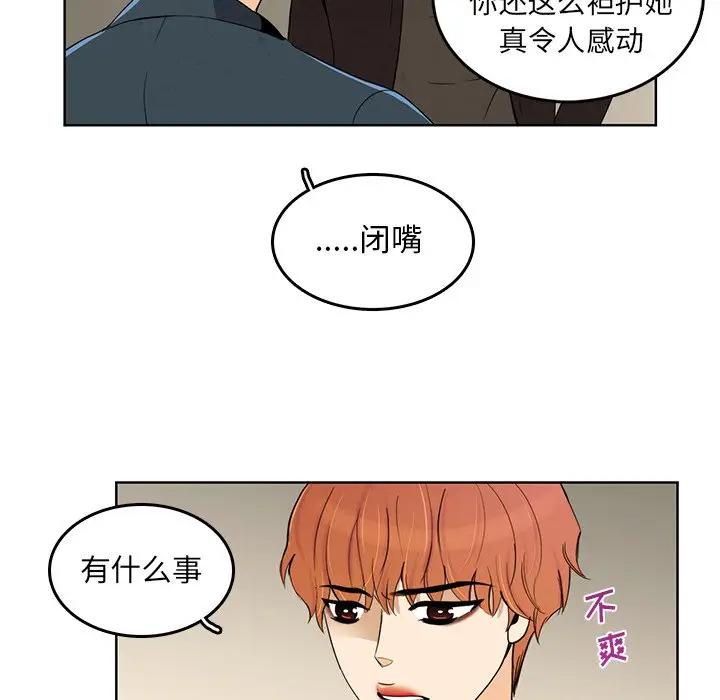 你还这么袒护她
真令人感动
.....闭嘴
有什么事
不
爽